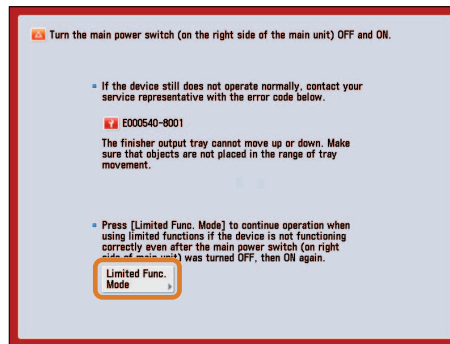 Turn the main power switch (on the right side of the main unit) OFF and ON.
If the device still does not operate normally, contact your
service representative with the error code below.
E000540-8001
The finisher output tray cannot move up or down. Make
sure that objects are not placed in the range of tray
movement.
Press [Limited Func. Mode] to continue operation when
using limited functions if the device is not functioning
correctly even after the main power switch (on right
side of main unit) was turned OFF, then ON again.
Limited Func.
Mode